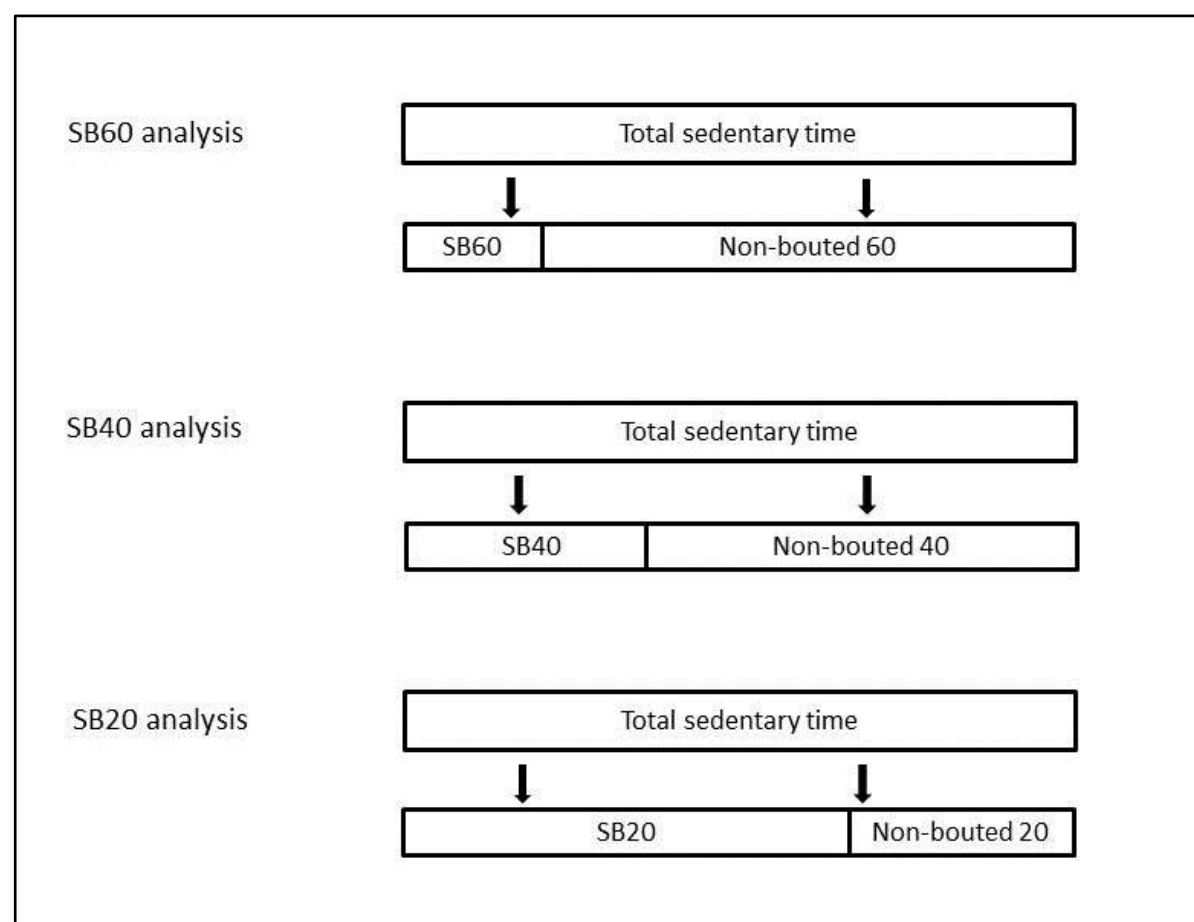 SB60 analysis
Total sedentary time
SB60
Non-bouted 60
SB40 analysis
Total sedentary time
SB40
Non-bouted 40
SB20 analysis
Total sedentary time
SB20
Non-bouted 20